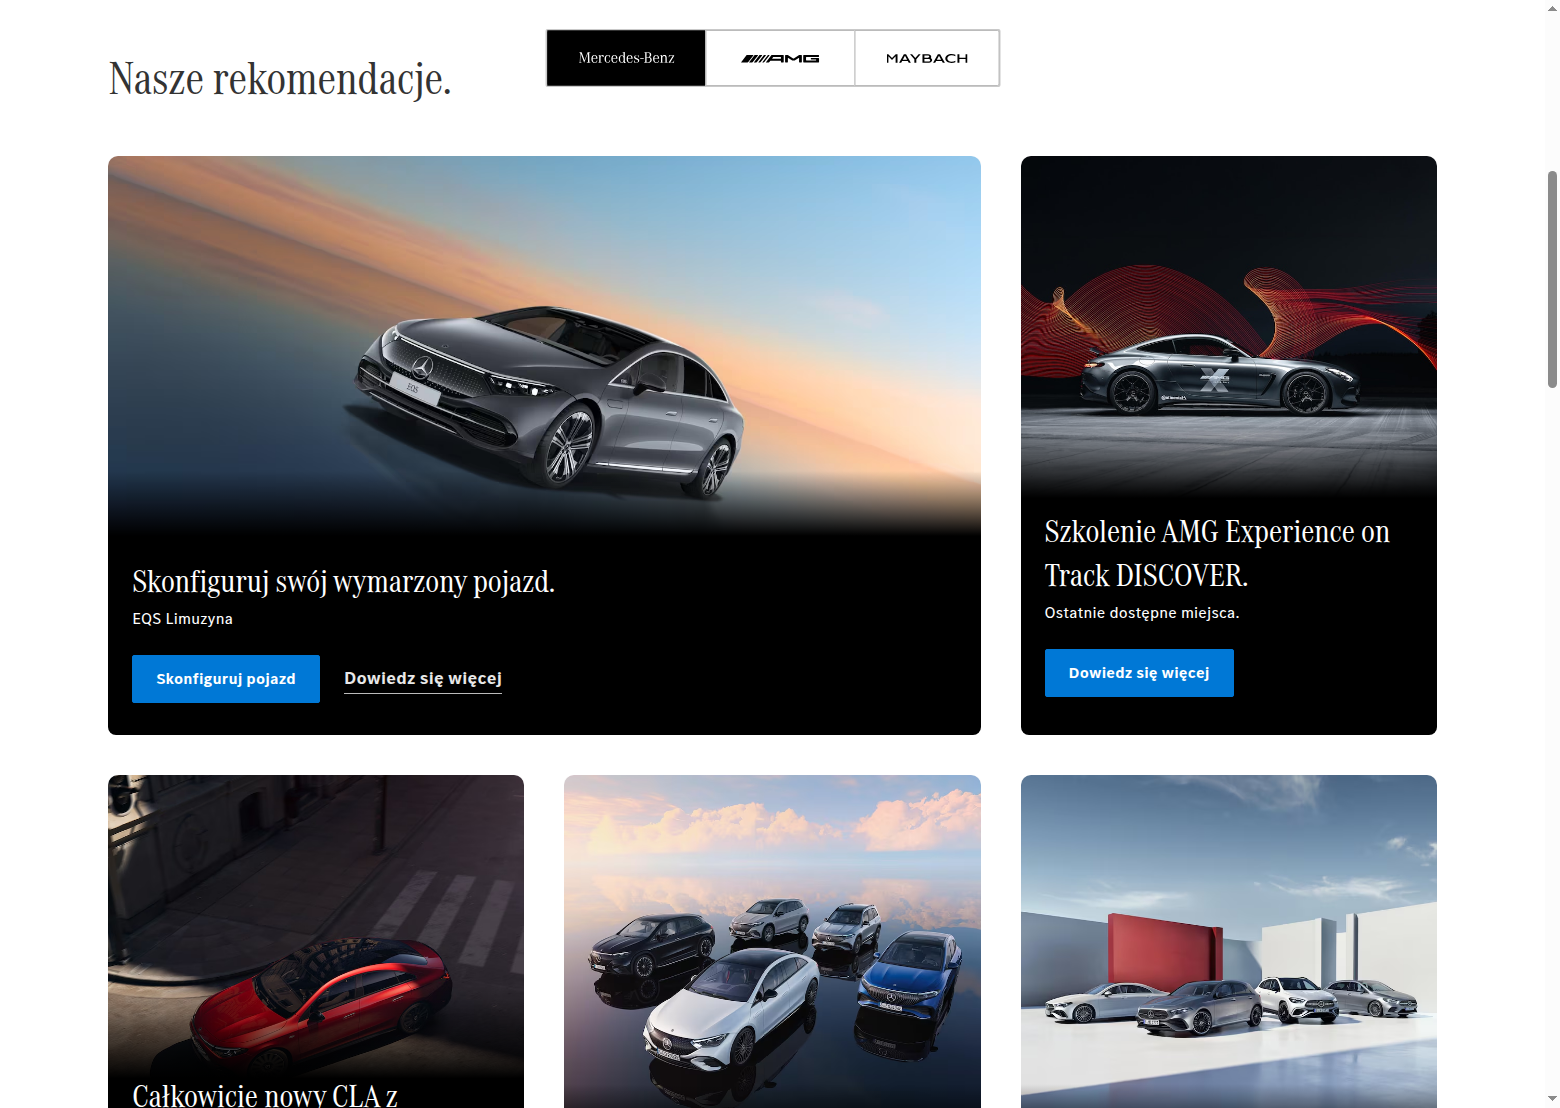 Nasze rekomendacje.
Mercedes-Benz
AMG
MAYBACH
EQS
Skonfiguruj swój wymarzony pojazd.
EQS Limuzyna
Skonfiguruj pojazd
Dowiedz się więcej
Szkolenie AMG Experience on
Track DISCOVER.
Ostatnie dostępne miejsca.
Dowiedz się więcej
Całkowicie nowy CLA z